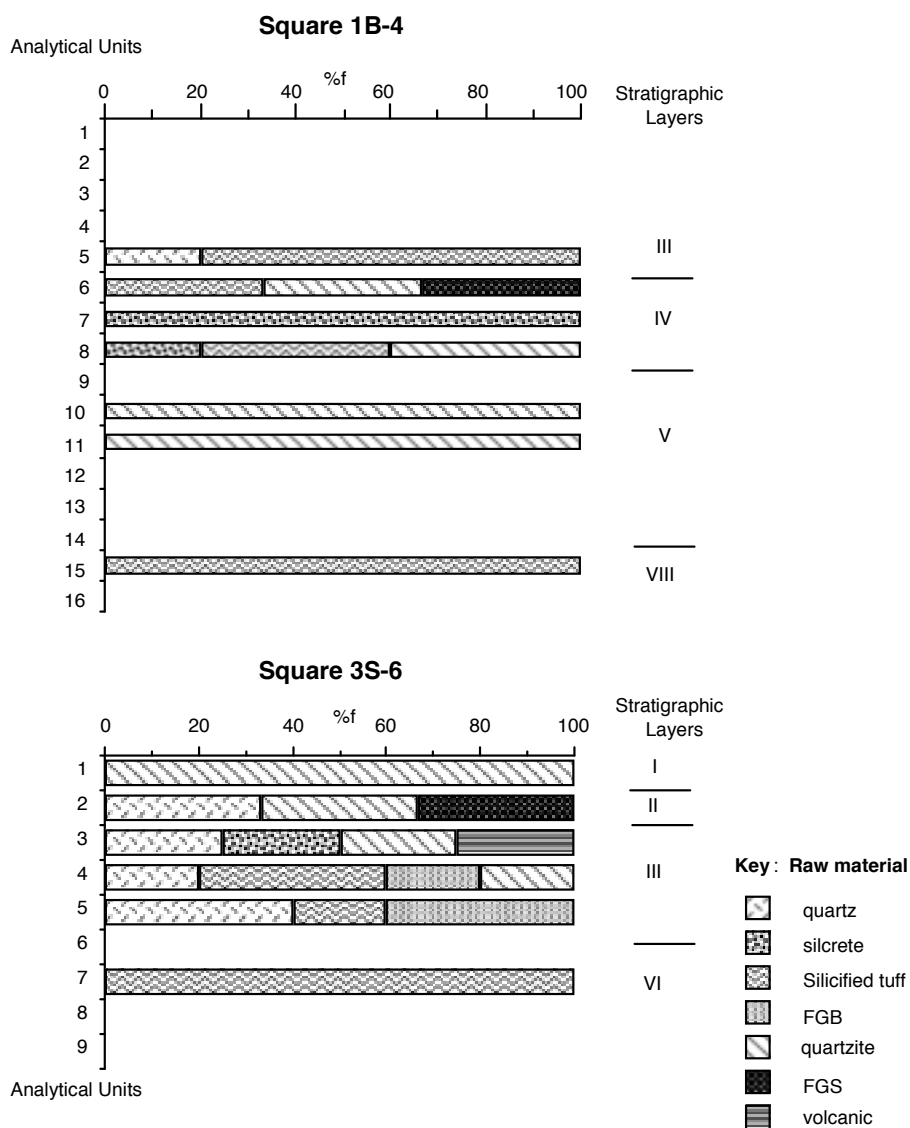 Square 1B-4
Analytical Units
%f
0 20 40 60 80 100
Stratigraphic
Layers
1
2
3
4
III
5
6
IV
7
8
9
10
V
11
12
13
14
15
VIII
16
Square 3S-6
%f
0 20 40 60 80 100
Stratigraphic
Layers
1
I
2
II
3
4
III
5
6
7
VI
8
9
Analytical Units
Key : Raw material
quartz
silcrete
Silicified tuff
FGB
quartzite
FGS
volcanic